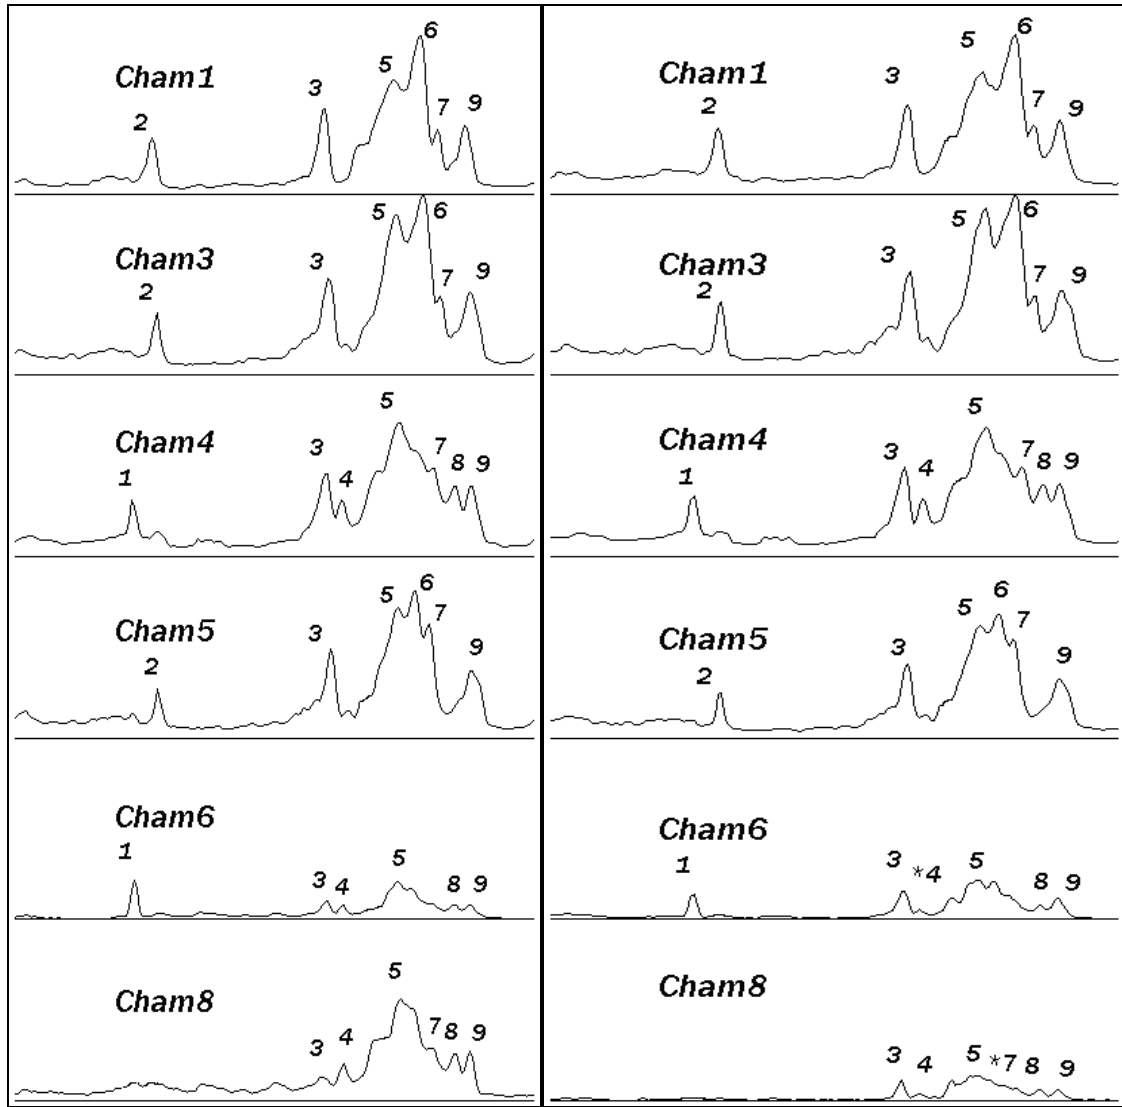 Cham1
2 3 5 6 7 9
Cham3
2 3 5 6 7 9
Cham4
1 3 4 5 7 8 9
Cham5
2 3 5 6 7 9
Cham6
1 3 4 5 8 9
Cham8
3 4 5 7 8 9
Cham1
2 3 5 6 7 9
Cham3
2 3 5 6 7 9
Cham4
1 3 4 5 7 8 9
Cham5
2 3 5 6 7 9
Cham6
1 3 *4 5 8 9
Cham8
3 4 5 *7 8 9